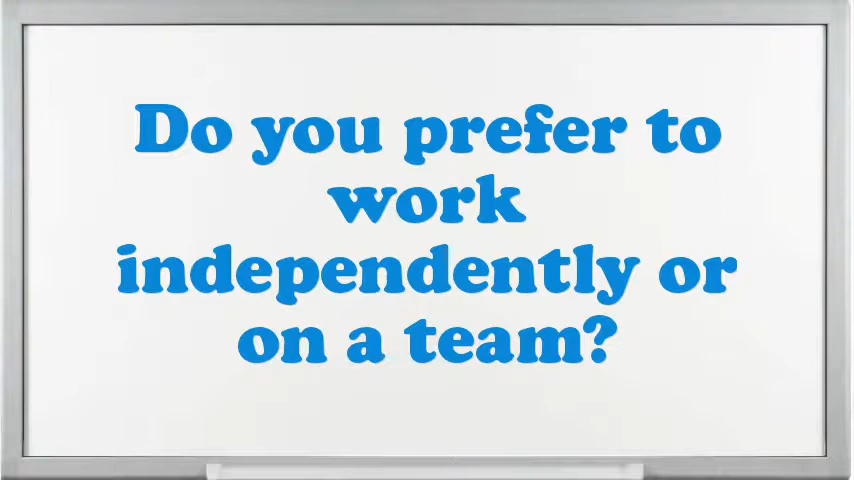 Do you prefer to
work
independently or
on a team?